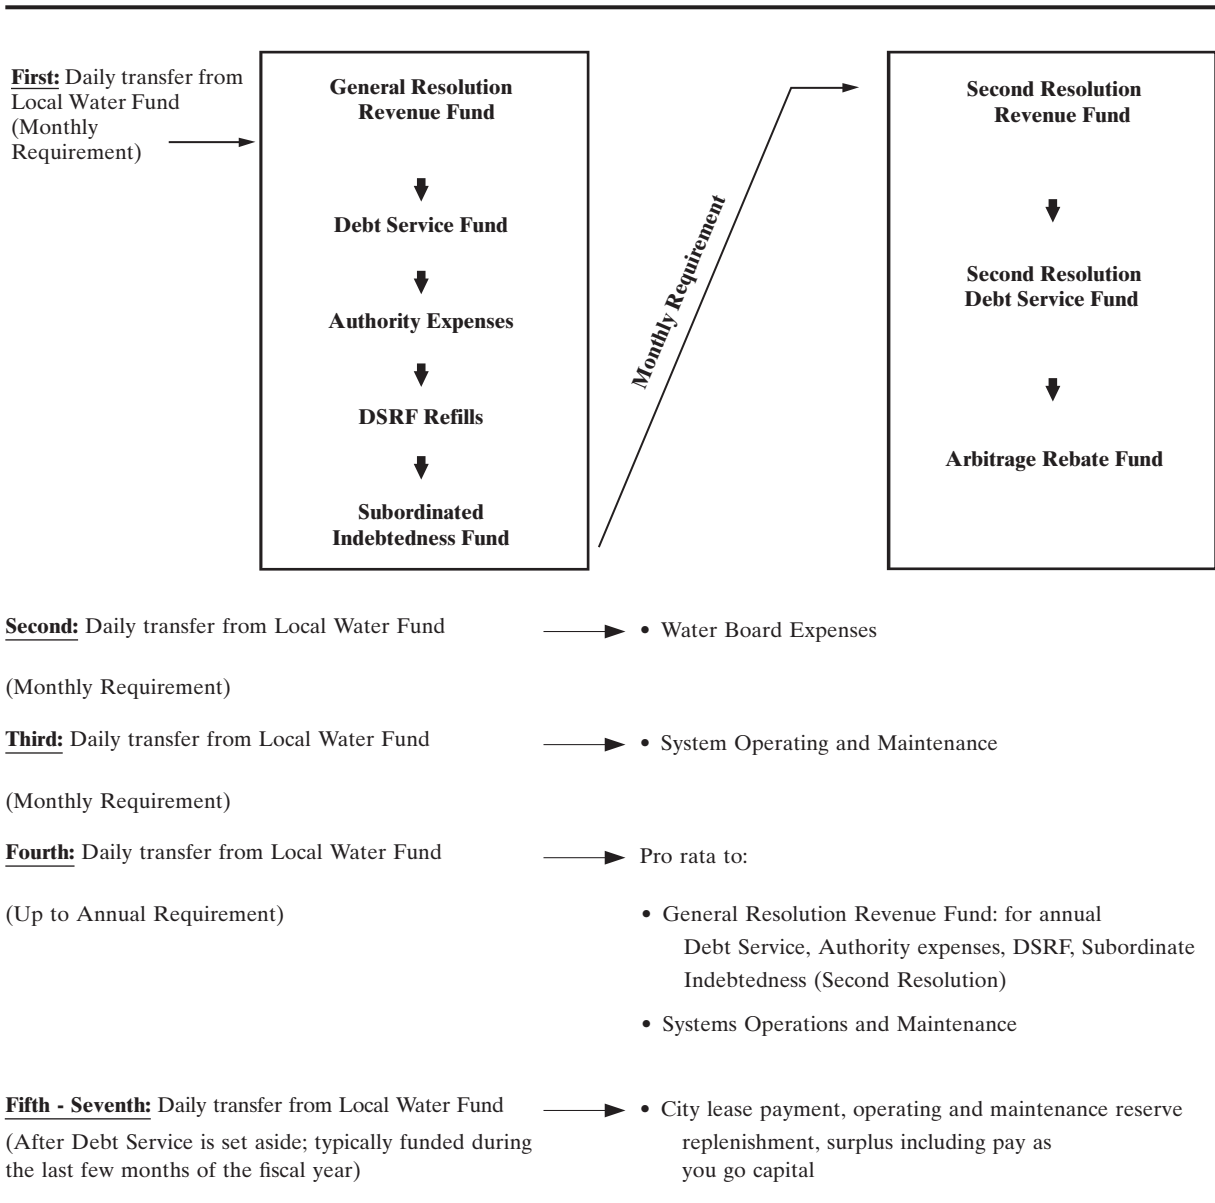 First: Daily transfer from
Local Water Fund
(Monthly
Requirement)
General Resolution
Revenue Fund
Debt Service Fund
Authority Expenses
DSRF Refills
Subordinated
Indebtedness Fund
Monthly Requirement
Second Resolution
Revenue Fund
Second Resolution
Debt Service Fund
Arbitrage Rebate Fund
Second: Daily transfer from Local Water Fund
• Water Board Expenses
(Monthly Requirement)
Third: Daily transfer from Local Water Fund
• System Operating and Maintenance
(Monthly Requirement)
Fourth: Daily transfer from Local Water Fund
Pro rata to:
(Up to Annual Requirement)
• General Resolution Revenue Fund: for annual
Debt Service, Authority expenses, DSRF, Subordinate
Indebtedness (Second Resolution)
• Systems Operations and Maintenance
Fifth - Seventh: Daily transfer from Local Water Fund
(After Debt Service is set aside; typically funded during
the last few months of the fiscal year)
• City lease payment, operating and maintenance reserve
replenishment, surplus including pay as
you go capital